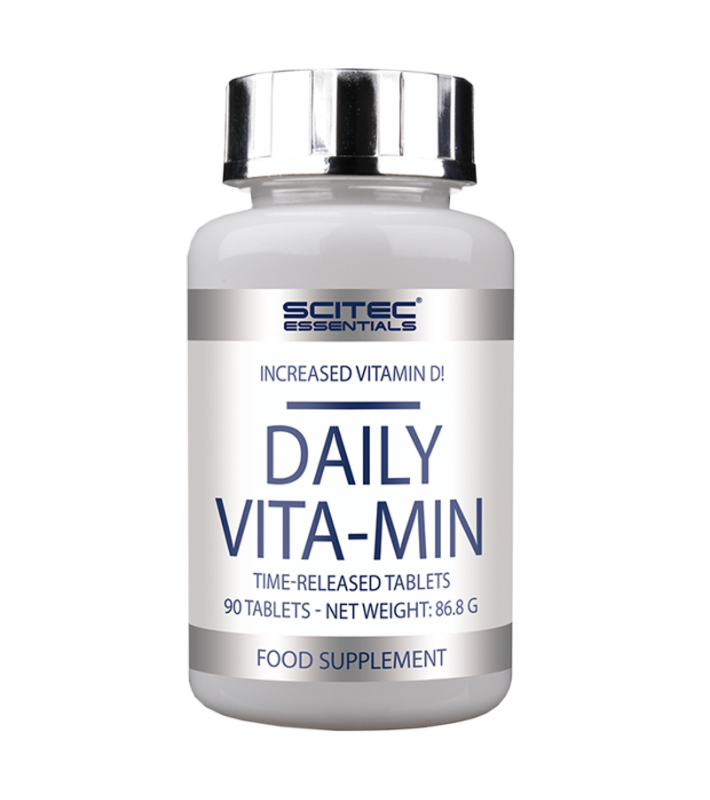 SCITEC®
ESSENTIALS
INCREASED VITAMIN D!
DAILY
VITA-MIN
TIME-RELEASED TABLETS
90 TABLETS - NET WEIGHT: 86.8 G
FOOD SUPPLEMENT